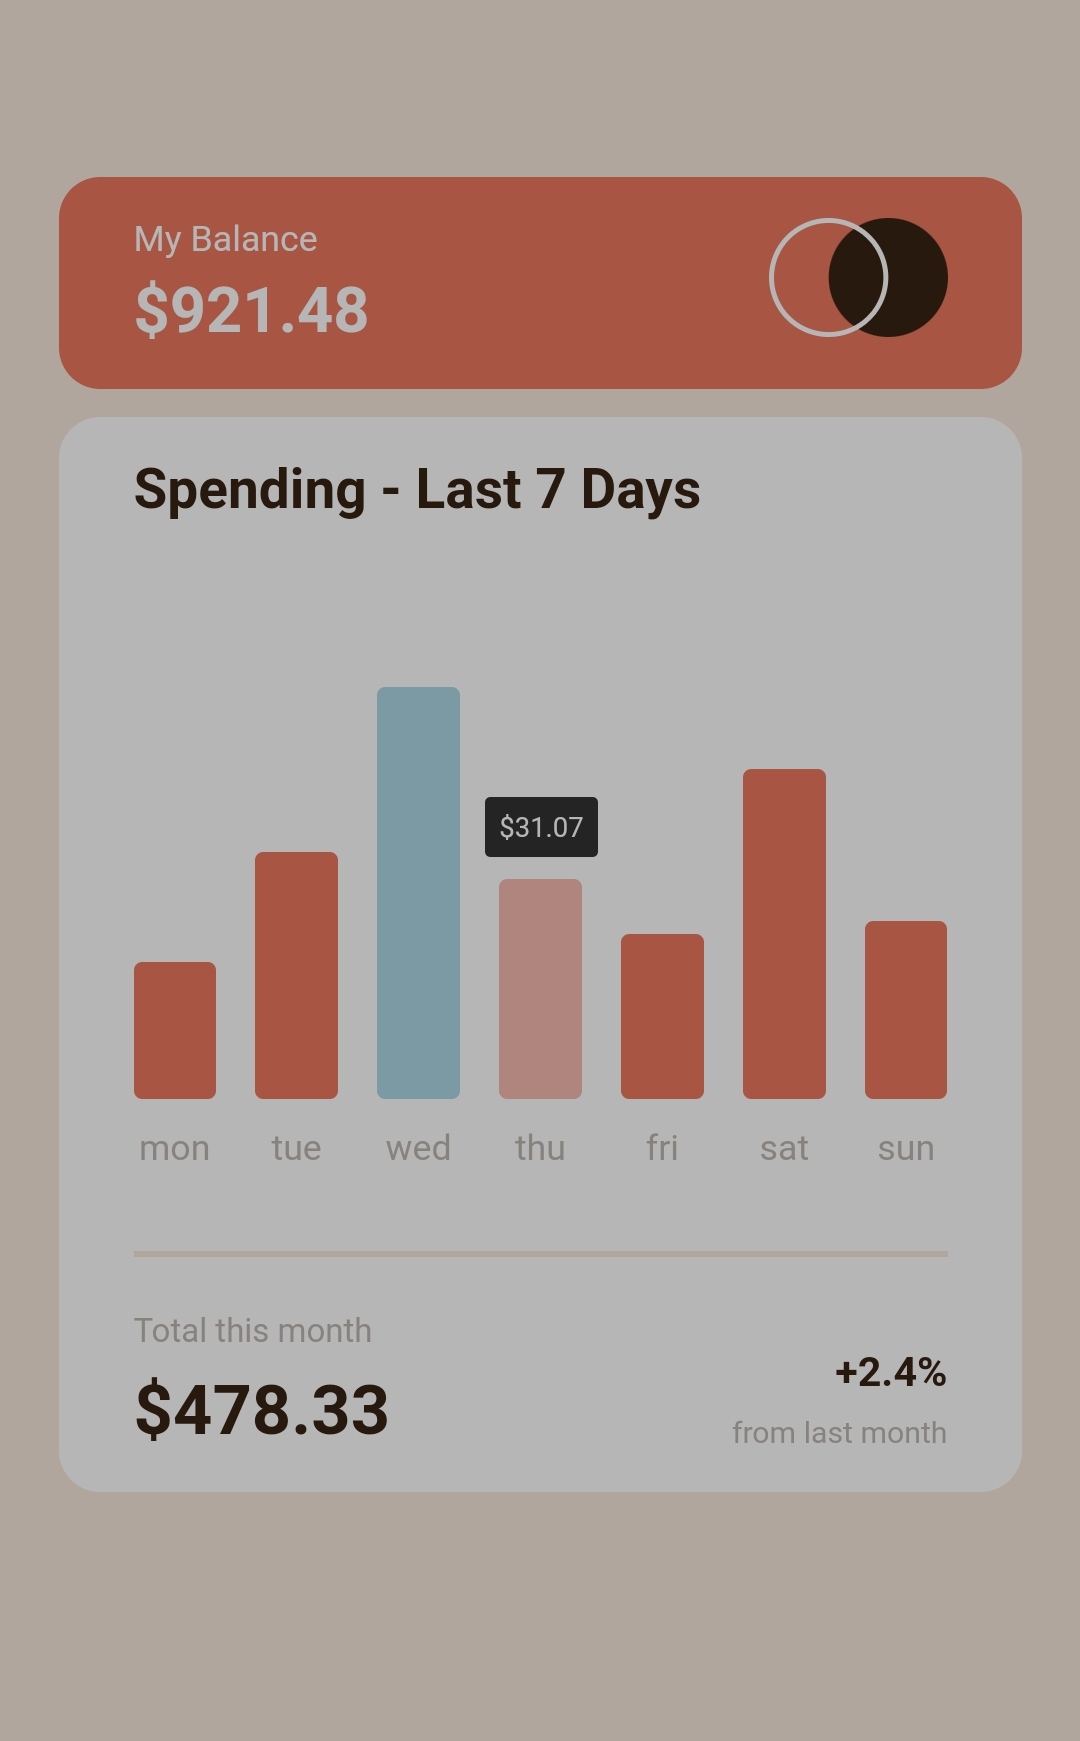 My Balance
$921.48
Spending - Last 7 Days
$31.07
mon tue wed thu fri sat sun
Total this month
$478.33
+2.4%
from last month